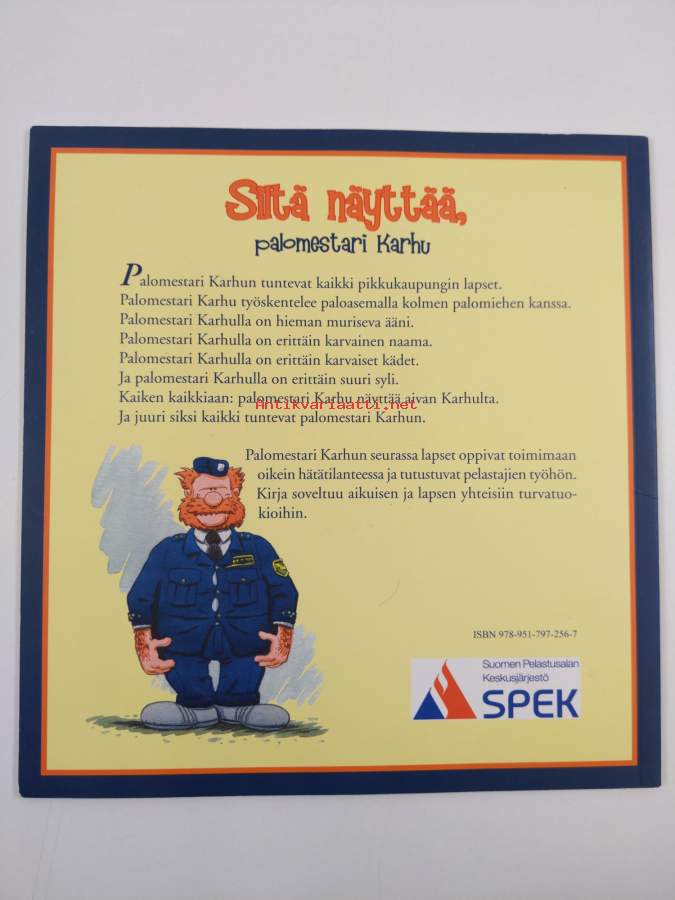 Siltä näyttää,
palomestari Karhu
Palomestari Karhun tuntevat kaikki pikkukaupungin lapset.
Palomestari Karhu työskentelee paloasemalla kolmen palomiehen kanssa.
Palomestari Karhulla on hieman muriseva ääni.
Palomestari Karhulla on erittäin karvainen naama.
Palomestari Karhulla on erittäin karvaiset kädet.
Ja palomestari Karhulla on erittäin suuri syli.
Kaiken kaikkiaan: palomestari Karhu näyttää aivan Karhulta.
Antikvariaatti.net
Ja juuri siksi kaikki tuntevat palomestari Karhun.
Palomestari Karhun seurassa lapset oppivat toimimaan
oikein hätätilanteessa ja tutustuvat pelastajien työhön.
Kirja soveltuu aikuisen ja lapsen yhteisiin turvatuo-
kioihin.
ISBN 978-951-797-256-7
Suomen Pelastusalan
Keskusjärjestö
SPEK